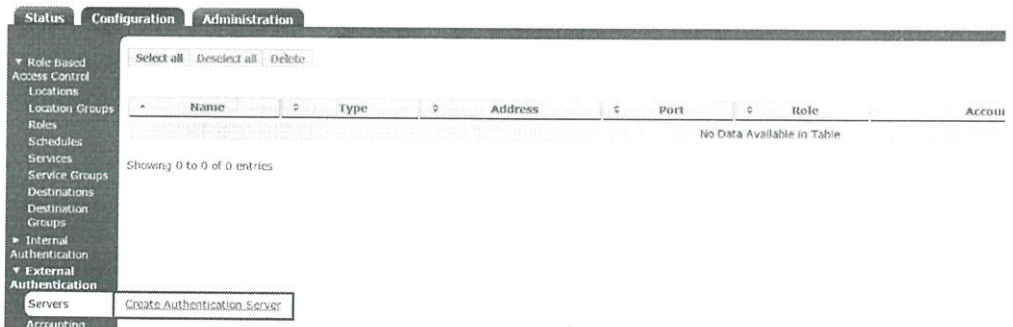 Status Configuration Administration
▼ Role Based
Access Control
Locations
Location Groups
Roles
Schedules
Services
Service Groups
Destinations
Destination
Groups
► Internal
Authentication
▼ External
Authentication
Servers
Accounting
Select all Deselect all Delete
Name Type Address Port Role Accou
No Data Available in Table
Showing 0 to 0 of 0 entries
Create Authentication Server